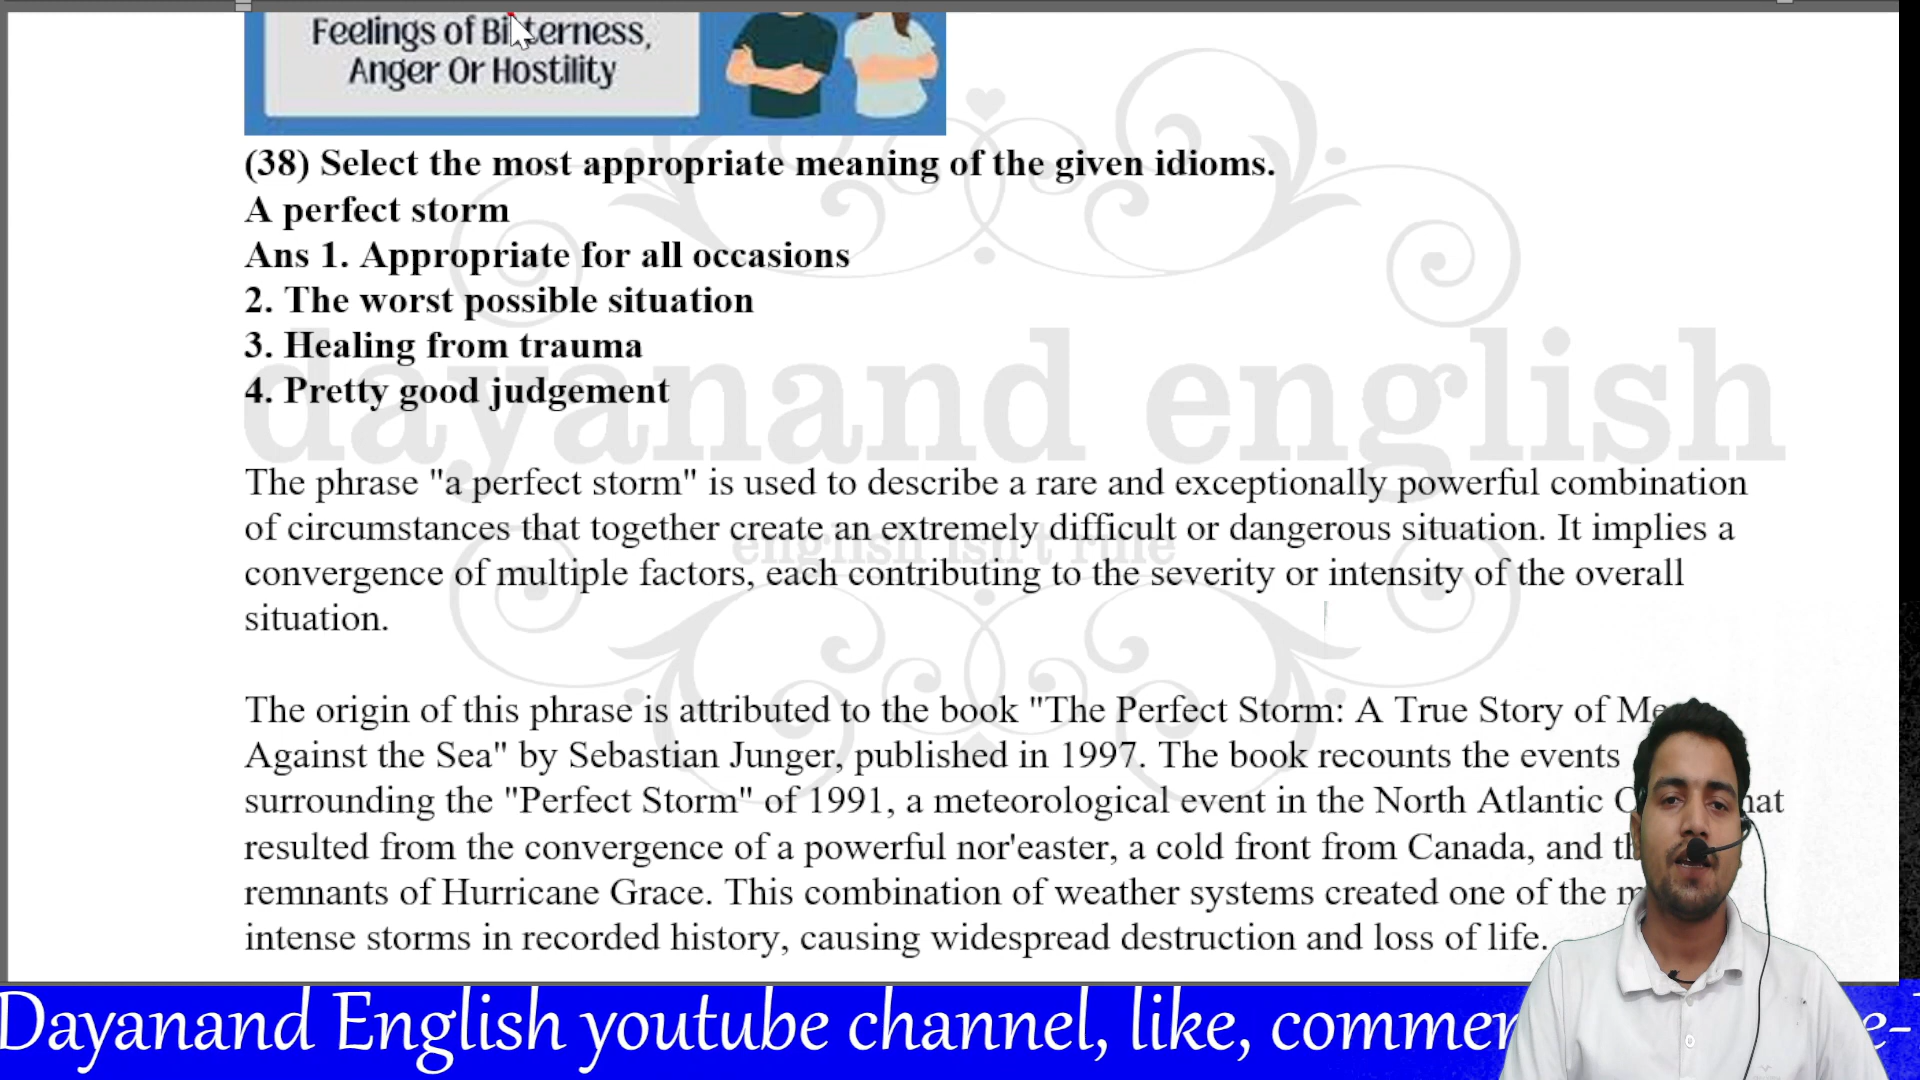 Feelings of Bitterness,
Anger Or Hostility
(38) Select the most appropriate meaning of the given idioms.
A perfect storm
Ans 1. Appropriate for all occasions
2. The worst possible situation
3. Healing from trauma
4. Pretty good judgement
dayanand english
The phrase "a perfect storm" is used to describe a rare and exceptionally powerful combination
of circumstances that together create an extremely difficult or dangerous situation. It implies a
english isn't rule
convergence of multiple factors, each contributing to the severity or intensity of the overall
situation.
The origin of this phrase is attributed to the book "The Perfect Storm: A True Story of Me
Against the Sea" by Sebastian Junger, published in 1997. The book recounts the events
surrounding the "Perfect Storm" of 1991, a meteorological event in the North Atlantic
resulted from the convergence of a powerful nor'easter, a cold front from Canada, and
remnants of Hurricane Grace. This combination of weather systems created one of the
intense storms in recorded history, causing widespread destruction and loss of life.
Dayanand English youtube channel, like, commen